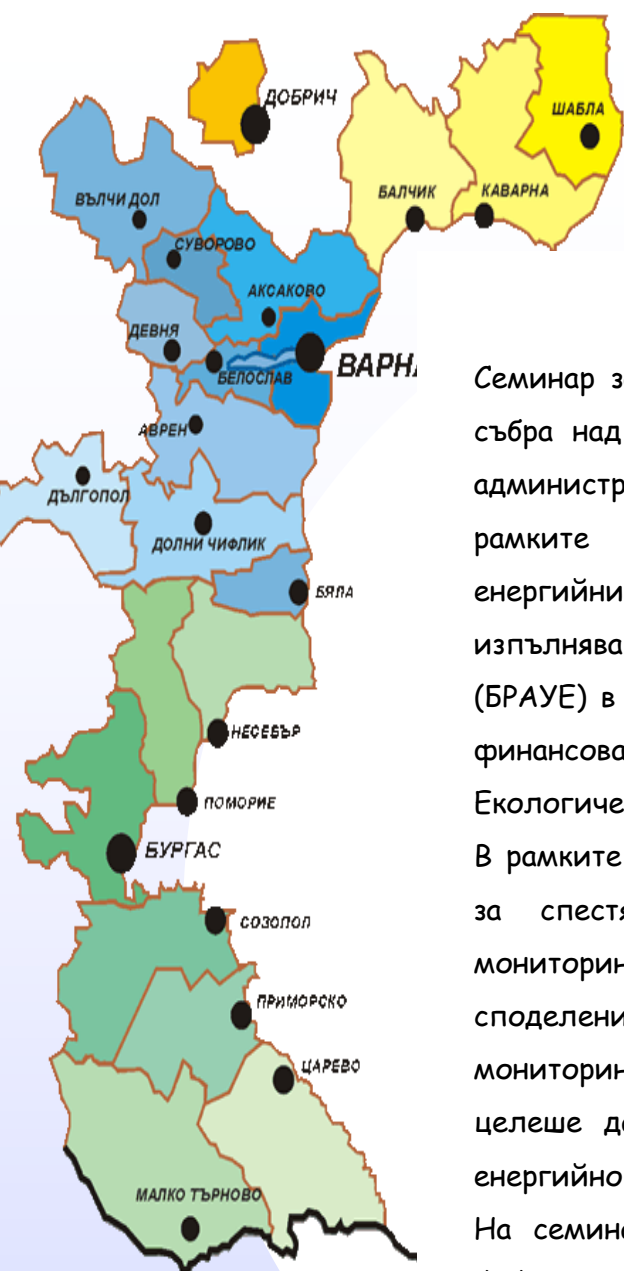 ДОБРИЧ
ШАБЛА
БАЛЧИК
КАВАРНА
ВЪЛЧИ ДОЛ
СУВОРОВО
АКСАКОВО
ДЕВНЯ
БЕЛОСЛАВ
ВАРН
АВРЕН
ДЪЛГОПОЛ
ДОЛНИ ЧИФЛИК
БЯЛА
НЕСЕБЪР
ПОМОРИЕ
БУРГАС
СОЗОПОЛ
ПРИМОРСКО
ЦАРЕВО
МАЛКО ТЪРНОВО
Семинар
събра над
администр
рамките
енергийни
изпълнява
(БРАУЕ) в
финансова
Екологиче
В рамките
за спестя
мониторин
споделени
мониторин
целеше да
енергийно
На семина